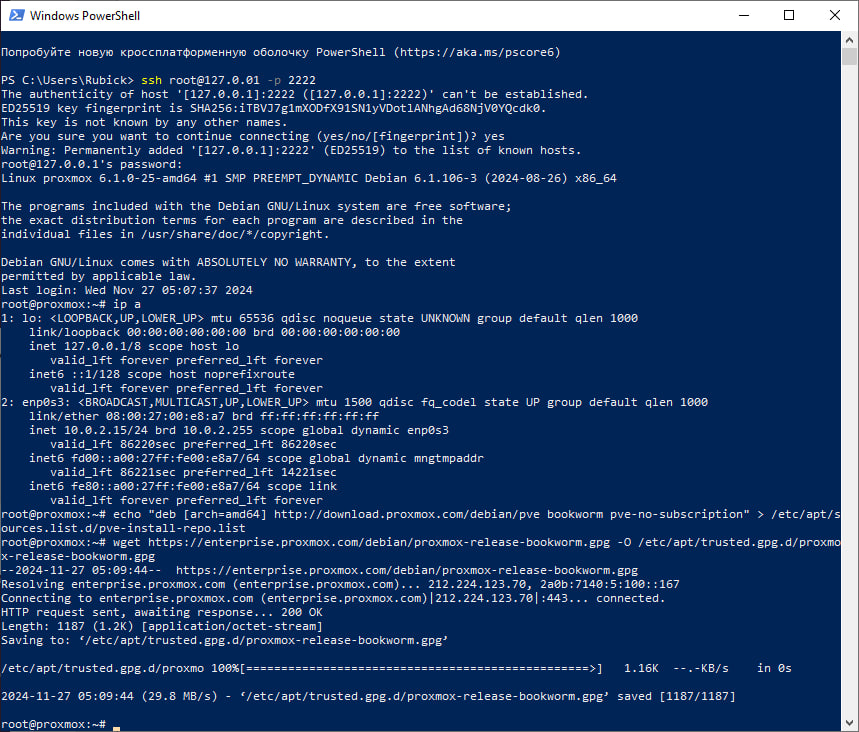 Windows PowerShell
Попробуйте новую кроссплатформенную оболочку PowerShell (https://aka.ms/pscore6)
PS C:\Users\Rubick> ssh root@127.0.01 -p 2222
The authenticity of host '[127.0.0.1]:2222 ([127.0.0.1]:2222)' can't be established.
ED25519 key fingerprint is SHA256:iTBVJ7g1mXODfX91SN1yVDotlANhgAd68NjV0YQcdk0.
This key is not known by any other names.
Are you sure you want to continue connecting (yes/no/[fingerprint])? yes
Warning: Permanently added '[127.0.0.1]:2222' (ED25519) to the list of known hosts.
root@127.0.0.1's password:
Linux proxmox 6.1.0-25-amd64 #1 SMP PREEMPT_DYNAMIC Debian 6.1.106-3 (2024-08-26) x86_64
The programs included with the Debian GNU/Linux system are free software;
the exact distribution terms for each program are described in the
individual files in /usr/share/doc/*/copyright.
Debian GNU/Linux comes with ABSOLUTELY NO WARRANTY, to the extent
permitted by applicable law.
Last login: Wed Nov 27 05:07:37 2024
root@proxmox:~# ip a
1: lo: <LOOPBACK,UP,LOWER_UP> mtu 65536 qdisc noqueue state UNKNOWN group default qlen 1000
    link/loopback 00:00:00:00:00:00 brd 00:00:00:00:00:00
    inet 127.0.0.1/8 scope host lo
       valid_lft forever preferred_lft forever
    inet6 ::1/128 scope host noprefixroute
       valid_lft forever preferred_lft forever
2: enp0s3: <BROADCAST,MULTICAST,UP,LOWER_UP> mtu 1500 qdisc fq_codel state UP group default qlen 1000
    link/ether 08:00:27:00:e8:a7 brd ff:ff:ff:ff:ff:ff
    inet 10.0.2.15/24 brd 10.0.2.255 scope global dynamic enp0s3
       valid_lft 86220sec preferred_lft 86220sec
    inet6 fd00::a00:27ff:fe00:e8a7/64 scope global dynamic mngtmpaddr
       valid_lft 86221sec preferred_lft 14221sec
    inet6 fe80::a00:27ff:fe00:e8a7/64 scope link
       valid_lft forever preferred_lft forever
root@proxmox:~# echo "deb [arch=amd64] http://download.proxmox.com/debian/pve bookworm pve-no-subscription" > /etc/apt/s
ources.list.d/pve-install-repo.list
root@proxmox:~# wget https://enterprise.proxmox.com/debian/proxmox-release-bookworm.gpg -O /etc/apt/trusted.gpg.d/proxmo
x-release-bookworm.gpg
--2024-11-27 05:09:44--  https://enterprise.proxmox.com/debian/proxmox-release-bookworm.gpg
Resolving enterprise.proxmox.com (enterprise.proxmox.com)... 212.224.123.70, 2a0b:7140:5:100::167
Connecting to enterprise.proxmox.com (enterprise.proxmox.com)|212.224.123.70|:443... connected.
HTTP request sent, awaiting response... 200 OK
Length: 1187 (1.2K) [application/octet-stream]
Saving to: ‘/etc/apt/trusted.gpg.d/proxmox-release-bookworm.gpg’
/etc/apt/trusted.gpg.d/proxmo 100%[=================================================>]   1.16K  --.-KB/s    in 0s
2024-11-27 05:09:44 (29.8 MB/s) - ‘/etc/apt/trusted.gpg.d/proxmox-release-bookworm.gpg’ saved [1187/1187]
root@proxmox:~#